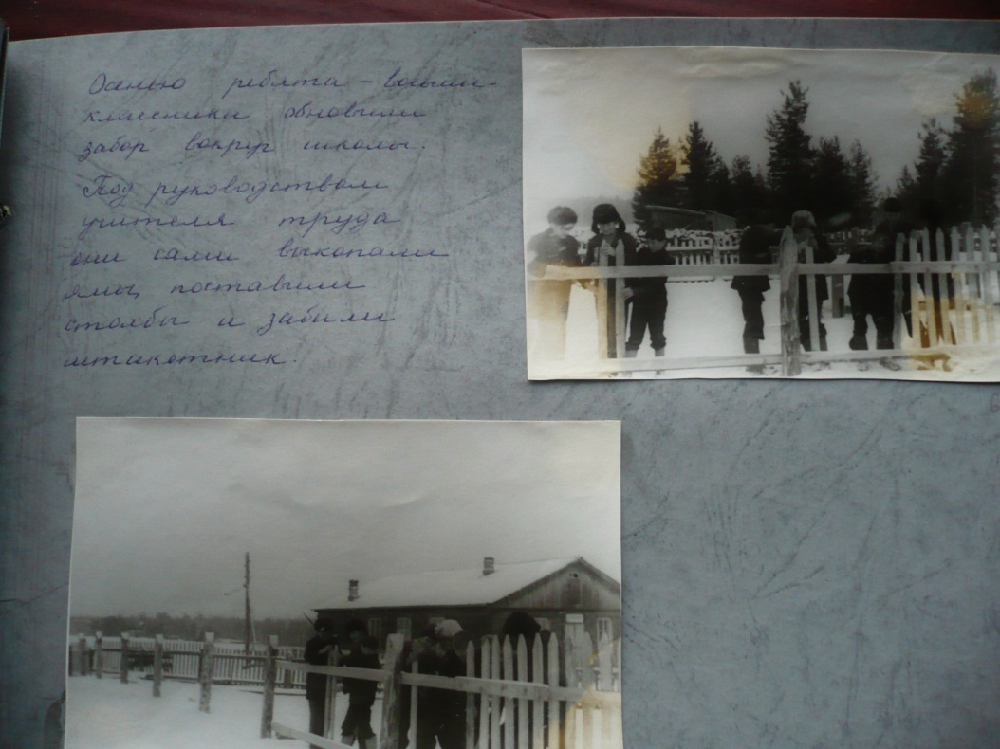 Осенью ребята - восьми-
классники обновили
забор вокруг школы.
Под руководством
учителя труда
они сами выкопали
ямы, поставили
столбы и забили
штакетник.